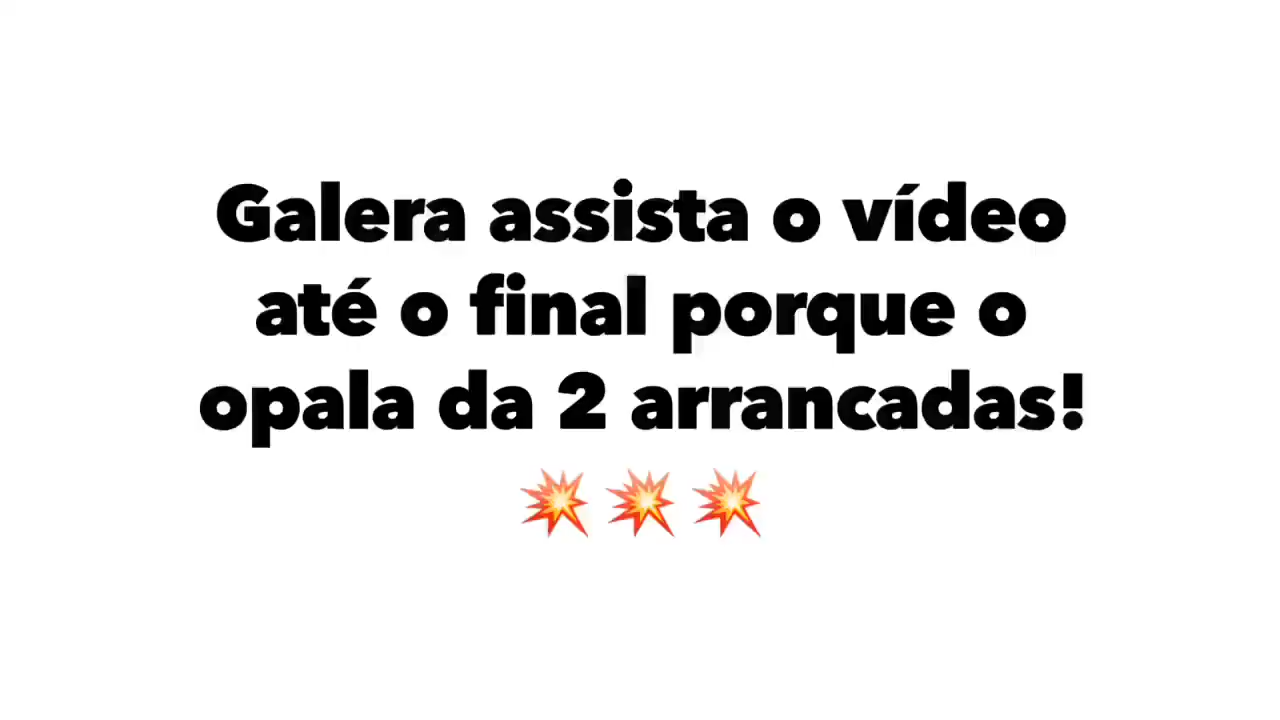 Galera assista o vídeo
até o final porque o
opala da 2 arrancadas!
💥💥💥